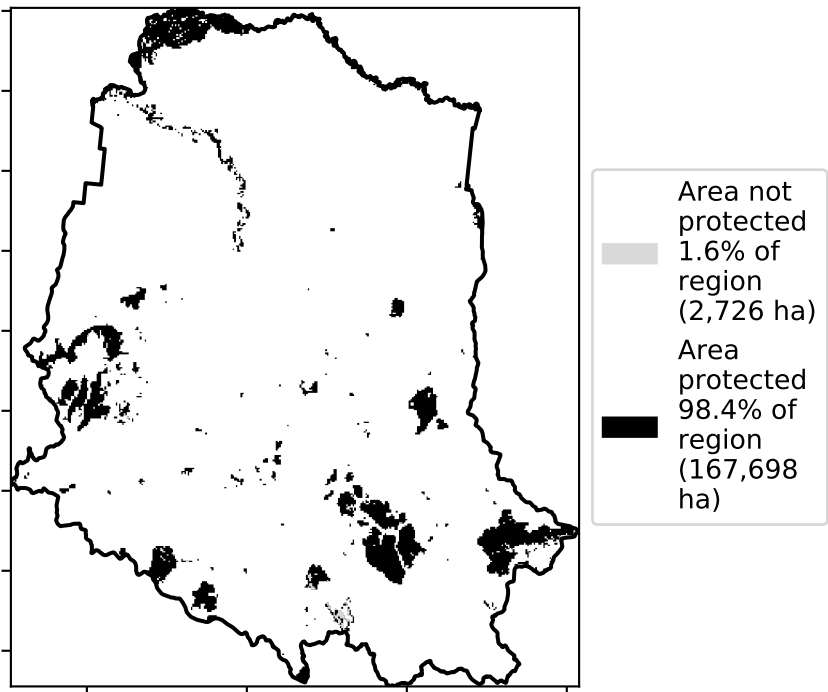 Area not
protected
1.6% of
region
(2,726 ha)
Area
protected
98.4% of
region
(167,698
ha)